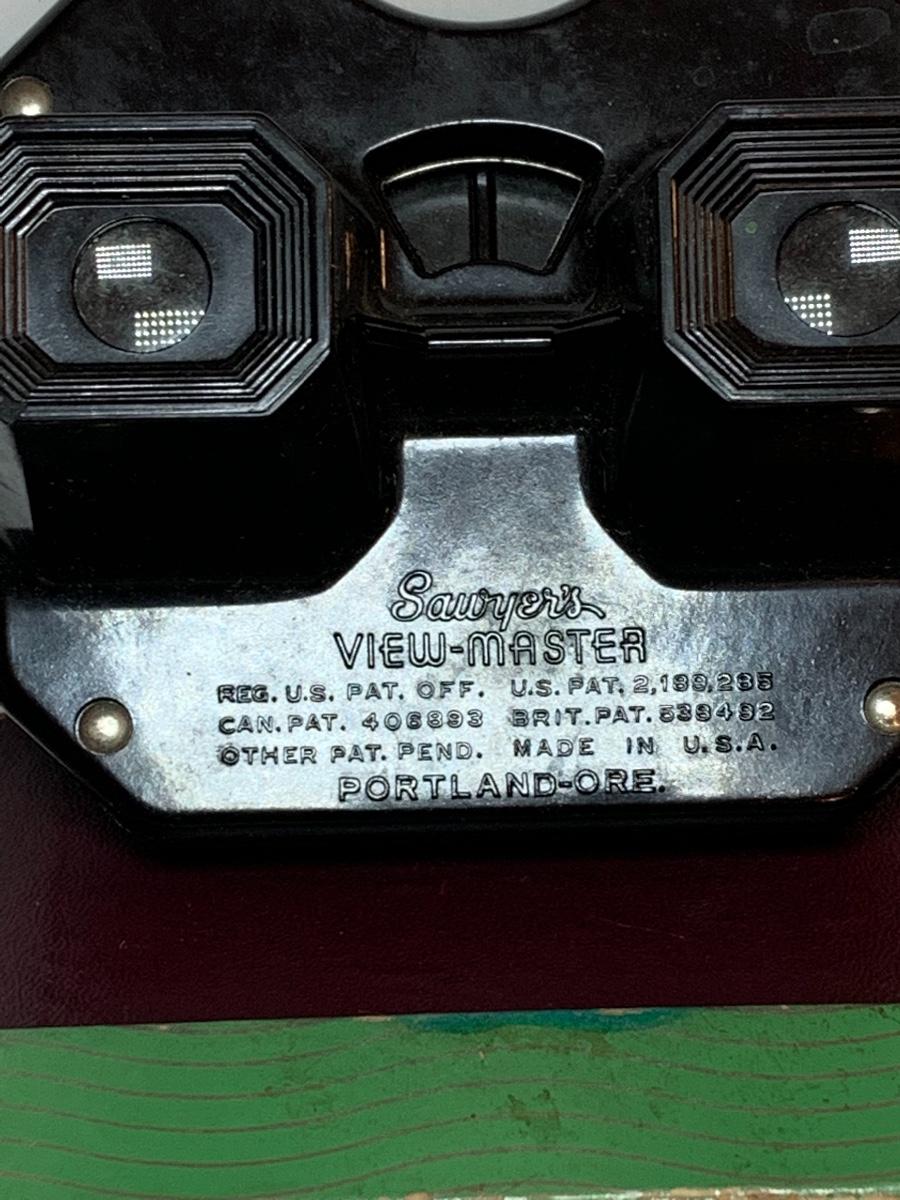 Sawyer's
VIEW-MASTER
REG. U.S. PAT. OFF. U.S. PAT. 2,189,285
CAN. PAT. 406893 BRIT. PAT. 538492
OTHER PAT. PEND. MADE IN U.S.A.
PORTLAND-ORE.